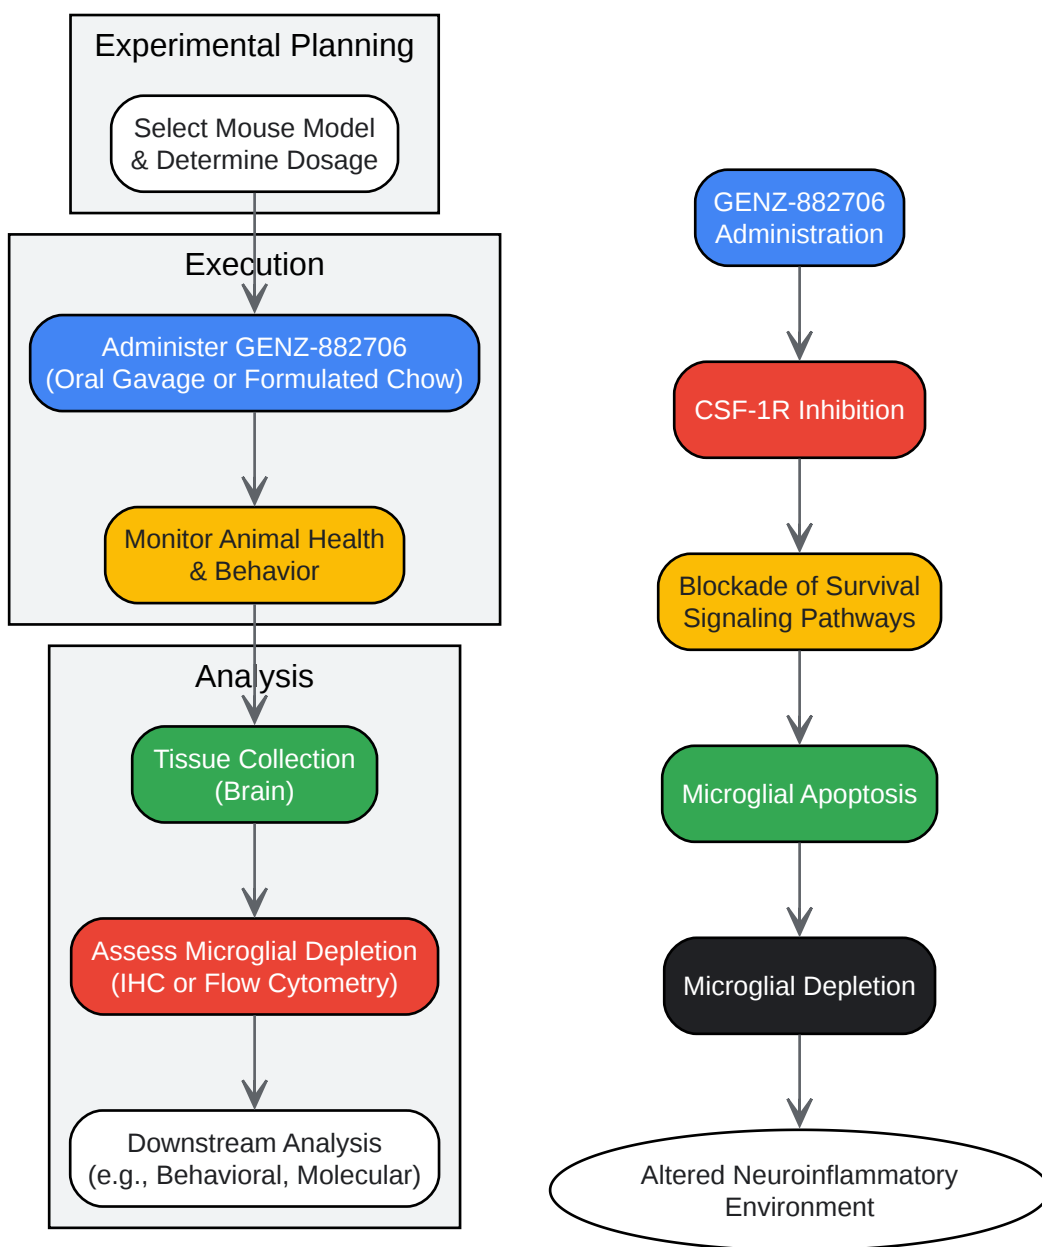 Experimental Planning
Select Mouse Model
& Determine Dosage
Execution
Administer GENZ-882706
(Oral Gavage or Formulated Chow)
Monitor Animal Health
& Behavior
Analysis
Tissue Collection
(Brain)
Assess Microglial Depletion
(IHC or Flow Cytometry)
Downstream Analysis
(e.g., Behavioral, Molecular)
GENZ-882706
Administration
CSF-1R Inhibition
Blockade of Survival
Signaling Pathways
Microglial Apoptosis
Microglial Depletion
Altered Neuroinflammatory
Environment